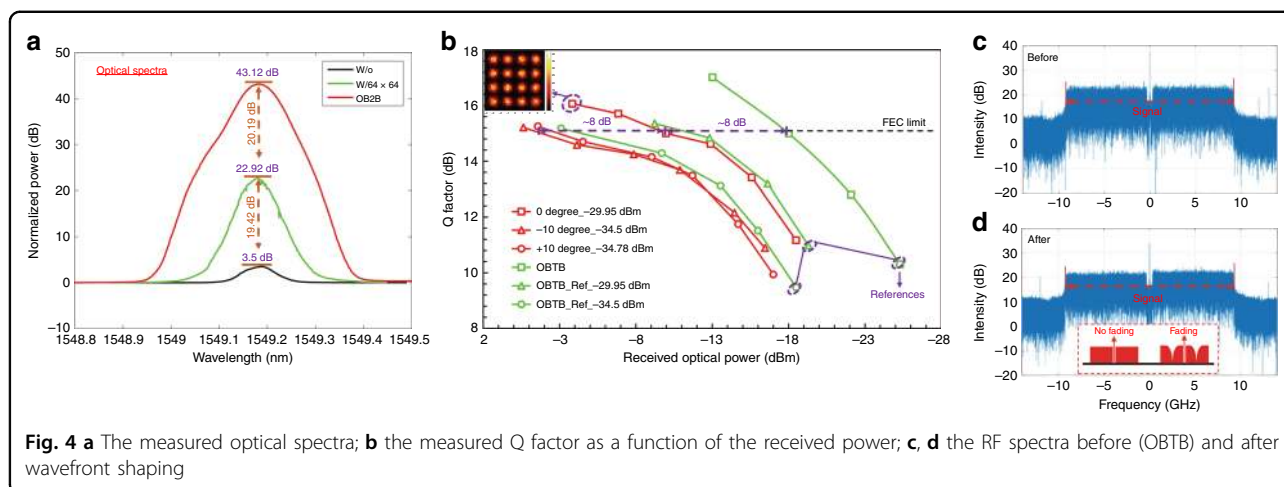 a
50
40
30
20
10
0
−10
Normalized power (dB)
Optical spectra
43.12 dB
20.19 dB
22.92 dB
19.42 dB
3.5 dB
W/o
W/64 × 64
OB2B
1548.8 1548.9 1549 1549.1 1549.2 1549.3 1549.4 1549.5
Wavelength (nm)
b
18
16
14
12
10
8
Q factor (dB)
~8 dB
~8 dB
FEC limit
0 degree_−29.95 dBm
−10 degree_−34.5 dBm
+10 degree_−34.78 dBm
OBTB
OBTB_Ref_−29.95 dBm
OBTB_Ref_−34.5 dBm
References
2 −3 −8 −13 −18 −23 −28
Received optical power (dBm)
c
40
30
20
10
0
−10
−20
Intensity (dB)
Before
Signal
d
40
30
20
10
0
−10
−20
Intensity (dB)
After
Signal
No fading
Fading
−10 −5 0 5 10
Frequency (GHz)
Fig. 4 a The measured optical spectra; b the measured Q factor as a function of the received power; c, d the RF spectra before (OBTB) and after
wavefront shaping